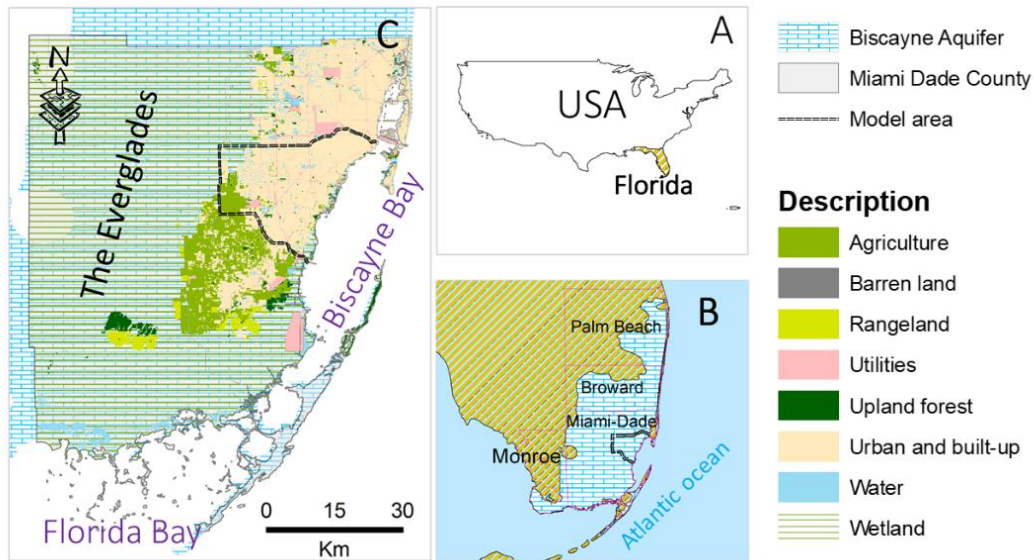 C
N
The Everglades
Biscayne Bay
Florida Bay
0 15 30
Km
A
USA
Florida
B
Palm Beach
Broward
Miami-Dade
Monroe
Atlantic ocean
Biscayne Aquifer
Miami Dade County
Model area
Description
Agriculture
Barren land
Rangeland
Utilities
Upland forest
Urban and built-up
Water
Wetland